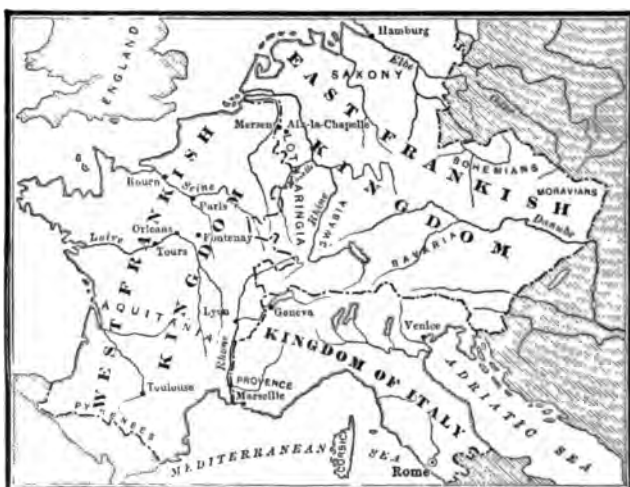 Hamburg
ENGLAND
Elbe
SAXONY
Oder
EAST FRANKISH KINGDOM
Mersen
Aix-la-Chapelle
LOTHARINGIA
Moselle
BOHEMIANS
MORAVIANS
Rouen
Seine
Paris
Rhine
SWABIA
Danube
Orleans
Fontenay
Loire
Tours
BAVARIA
WEST FRANKISH KINGDOM
AQUITANIA
Lyon
Geneva
Venice
Rhone
KINGDOM OF ITALY
Toulouse
PROVENCE
Marseille
PYRENEES
ADRIATIC SEA
MEDITERRANEAN SEA
CORSICA
Rome